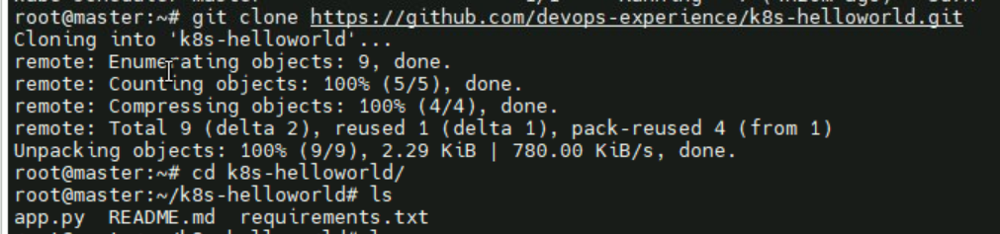 root@master:~# git clone https://github.com/devops-experience/k8s-helloworld.git
Cloning into 'k8s-helloworld'...
remote: Enumerating objects: 9, done.
remote: Counting objects: 100% (5/5), done.
remote: Compressing objects: 100% (4/4), done.
remote: Total 9 (delta 2), reused 1 (delta 1), pack-reused 4 (from 1)
Unpacking objects: 100% (9/9), 2.29 KiB | 780.00 KiB/s, done.
root@master:~# cd k8s-helloworld/
root@master:~/k8s-helloworld# ls
app.py  README.md  requirements.txt